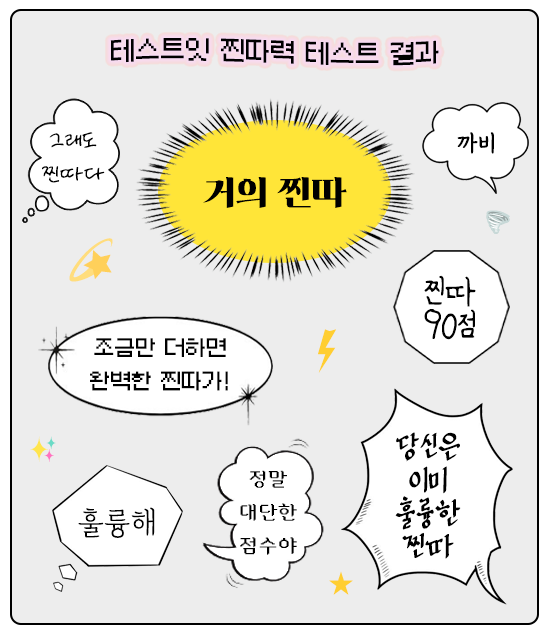 테스트잇 찐따력 테스트 결과
그래도
찐따다
거의 찐따
까비
찐따
90점
조금만 더하면
완벽한 찐따가!
당신은
이미
훌륭한
찐따
정말
대단한
점수야
훌륭해